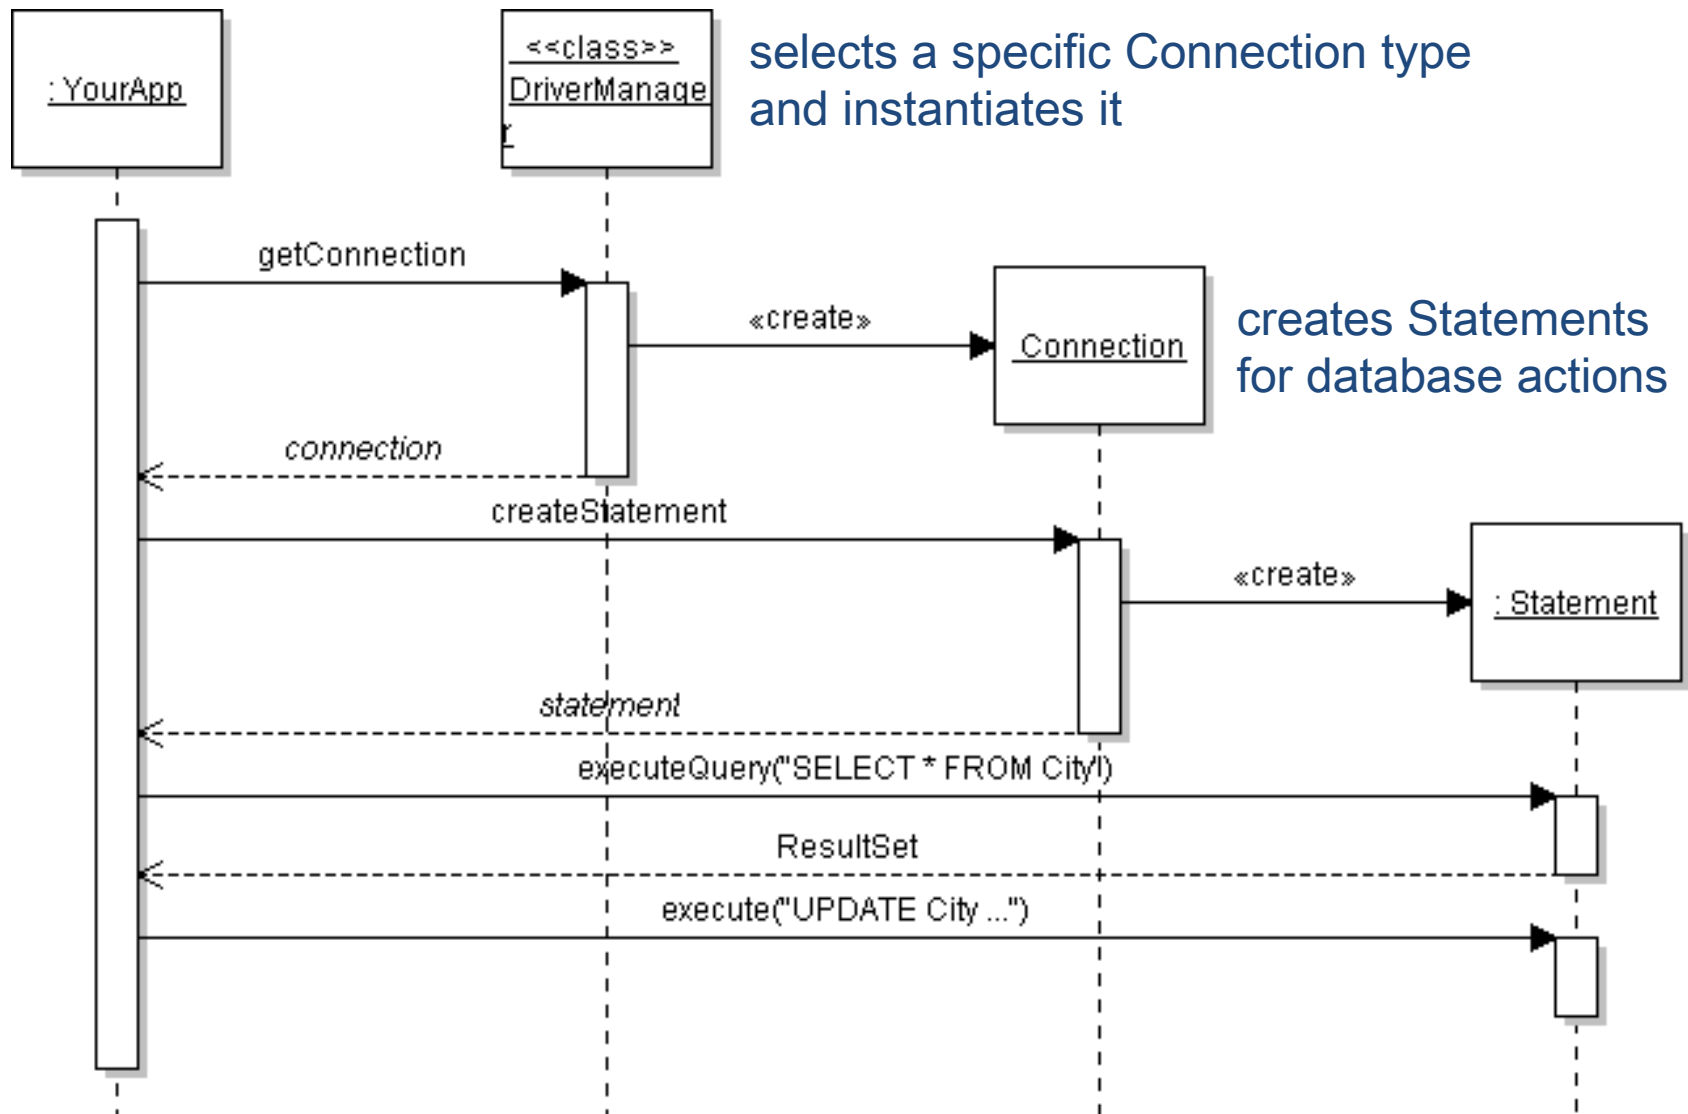 : YourApp
<<class>>
DriverManage
r
selects a specific Connection type
and instantiates it
getConnection
«create»
Connection
creates Statements
for database actions
connection
createStatement
«create»
: Statement
statement
executeQuery("SELECT * FROM City")
ResultSet
execute("UPDATE City ...")